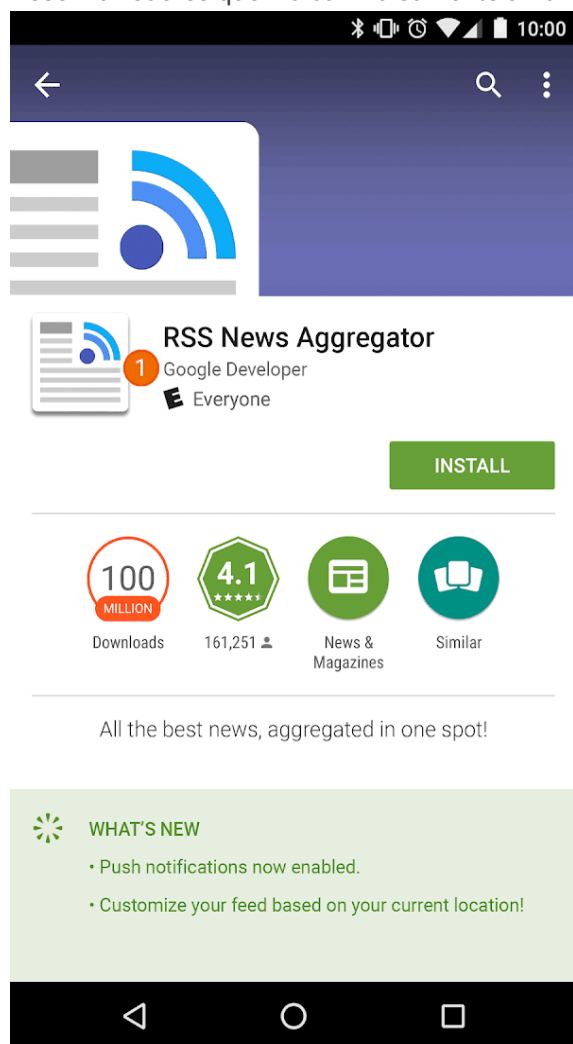 10:00
RSS News Aggregator
1
Google Developer
E Everyone
INSTALL
100
MILLION
Downloads
4.1
161,251
News &
Magazines
Similar
All the best news, aggregated in one spot!
WHAT'S NEW
• Push notifications now enabled.
• Customize your feed based on your current location!